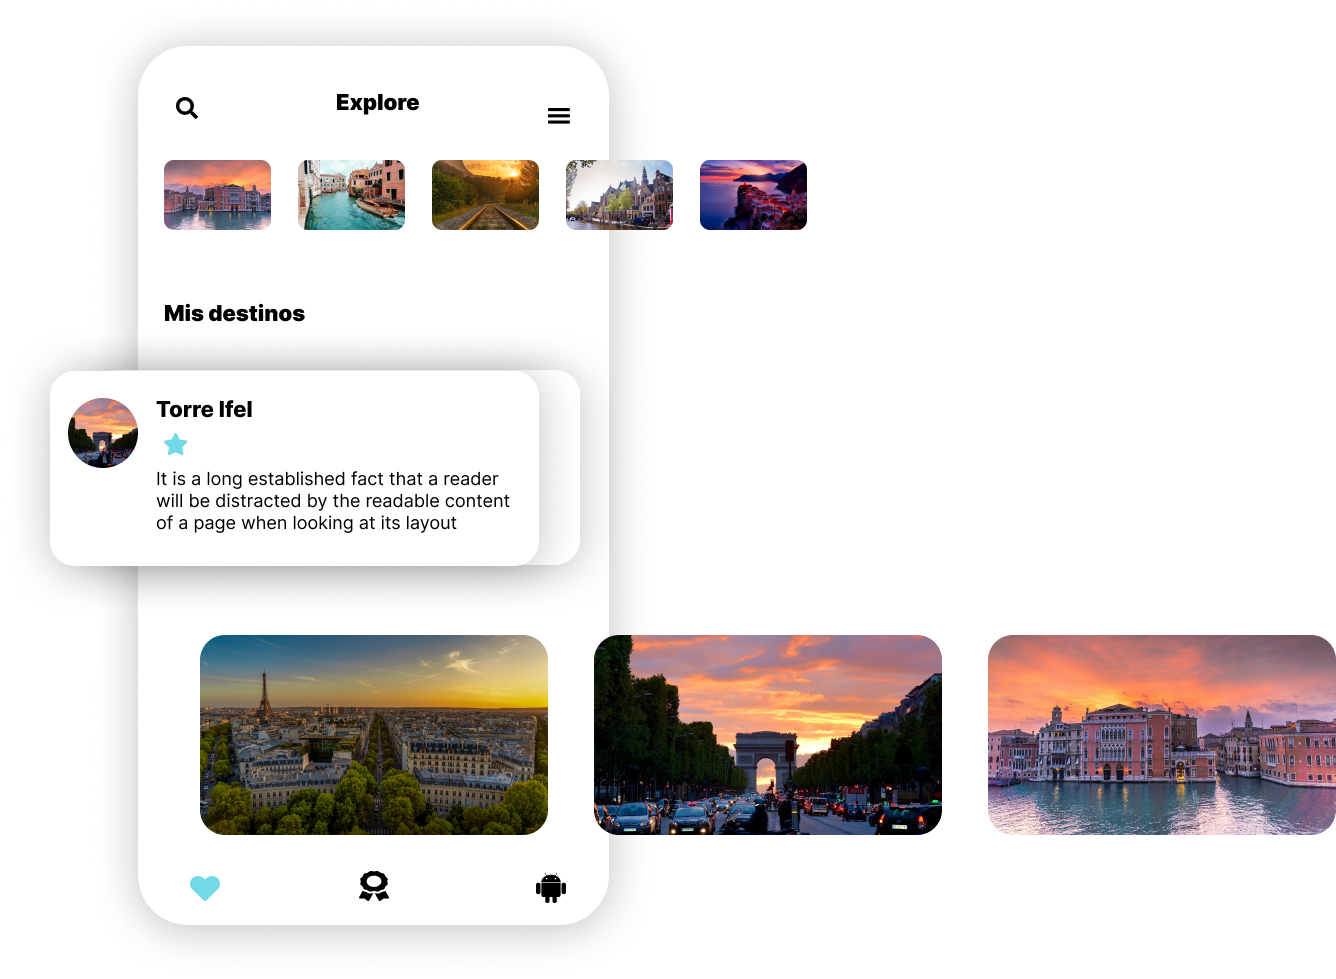 Explore
Mis destinos
Torre Ifel
It is a long established fact that a reader
will be distracted by the readable content
of a page when looking at its layout